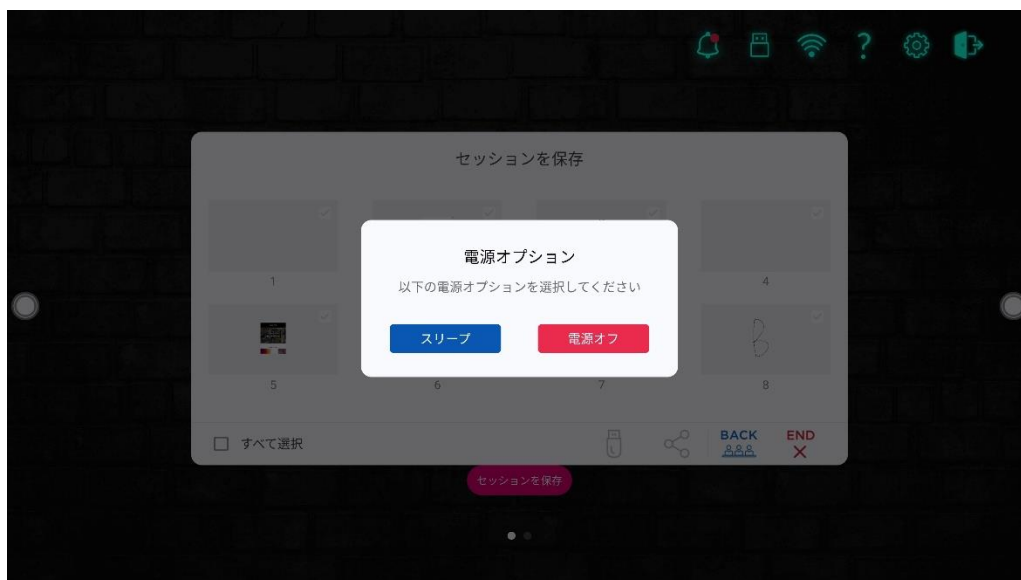 セッションを保存
電源オプション
以下の電源オプションを選択してください
スリープ
電源オフ
1
4
5
6
7
8
すべて選択
BACK
END
セッションを保存